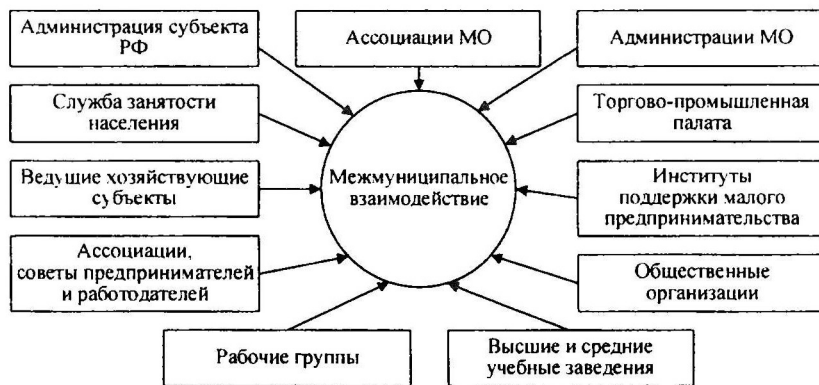 Администрация субъекта
РФ
Ассоциации МО
Администрации МО
Служба занятости
населения
Торгово-промышленная
палата
Ведущие хозяйствующие
субъекты
Межмуниципальное
взаимодействие
Институты
поддержки малого
предпринимательства
Ассоциации,
советы предпринимателей
и работодателей
Общественные
организации
Рабочие группы
Высшие и средние
учебные заведения